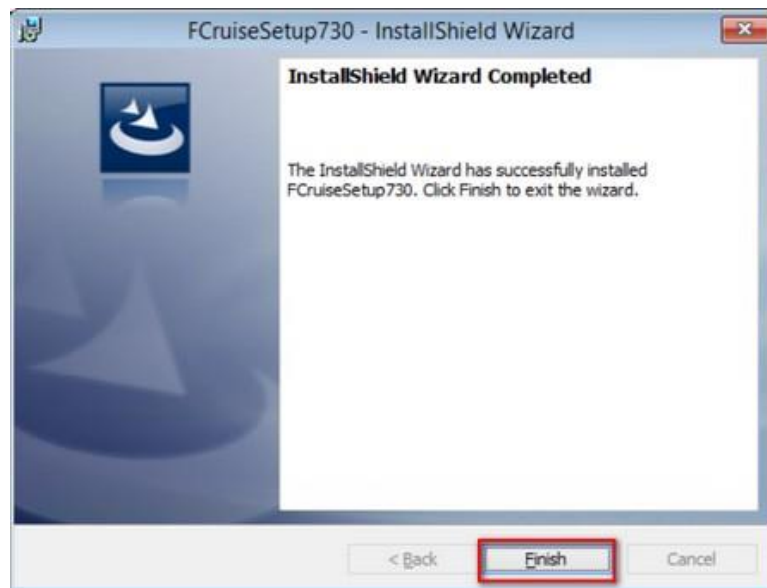 FCruiseSetup730 - InstallShield Wizard
InstallShield Wizard Completed
The InstallShield Wizard has successfully installed
FCruiseSetup730. Click Finish to exit the wizard.
< Back
Finish
Cancel